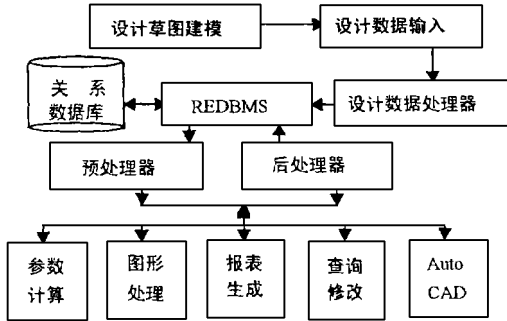 设计草图建模
设计数据输入
关 系
数据库
REDBMS
设计数据处理器
预处理器
后处理器
参数
计算
图形
处理
报表
生成
查询
修改
Auto
CAD